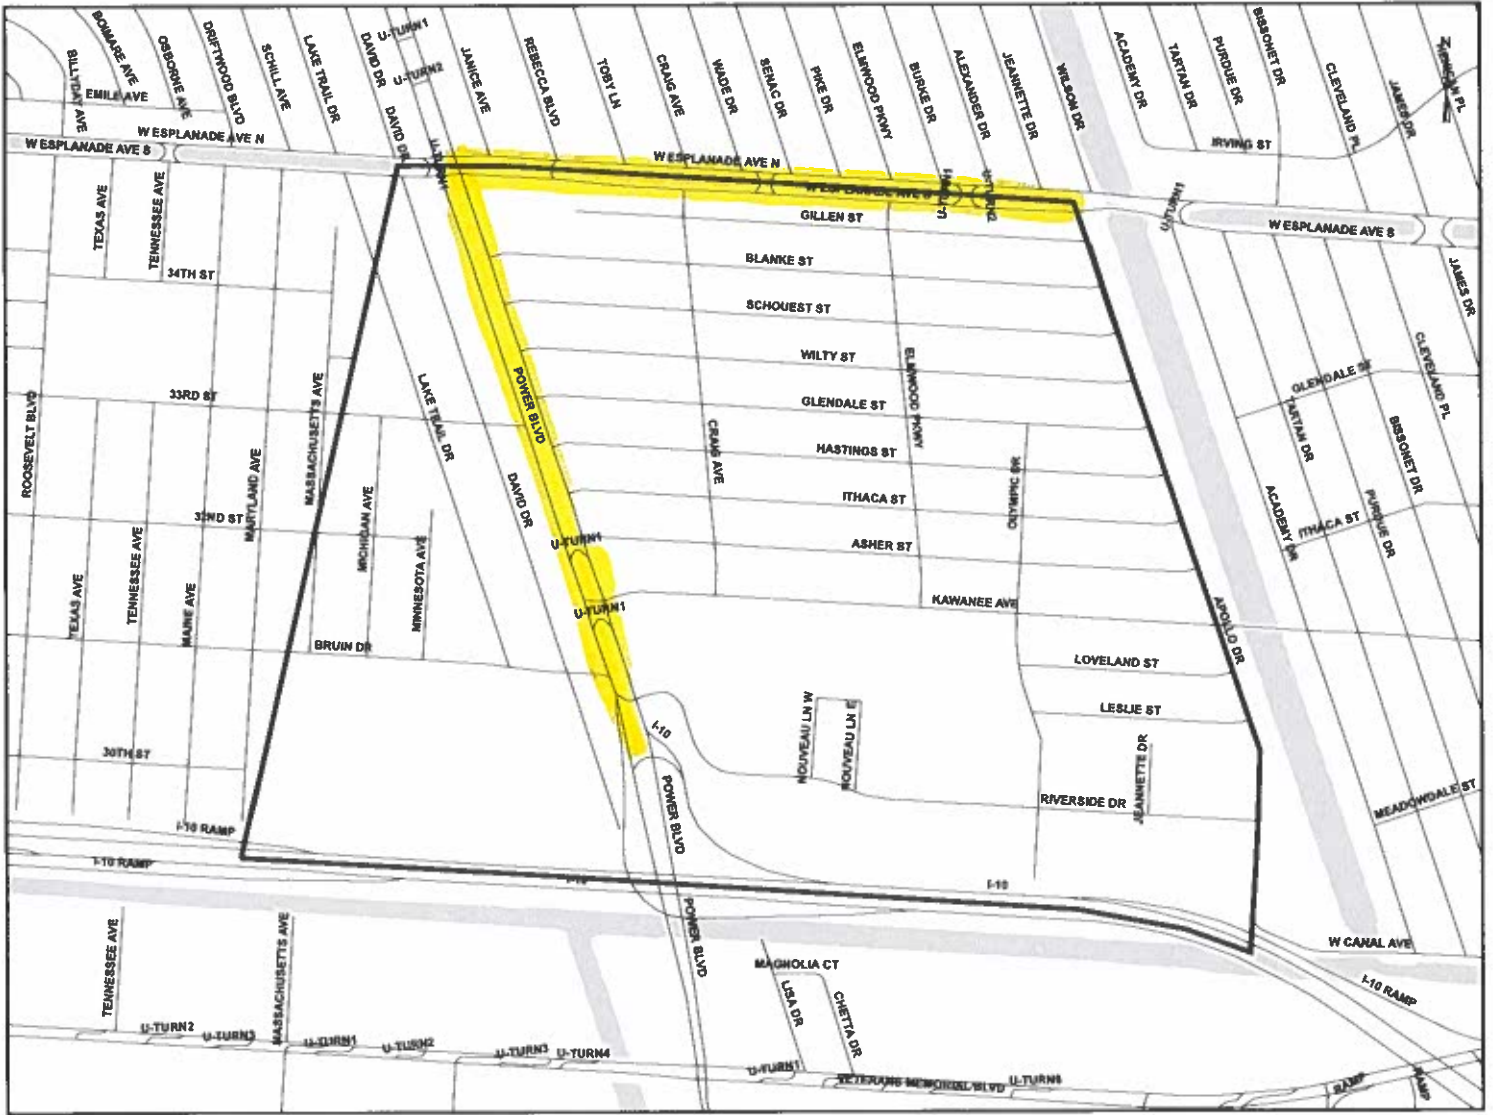 BILLYDAY AVE
BONMARE AVE
OSBORNE AVE
DRIFTWOOD BLVD
SCHILL AVE
LAKE TRAIL DR
DAVID DR
U-TURN1
U-TURN2
JANICE AVE
REBECCA BLVD
TOBY LN
CRAIG AVE
WADE DR
SENAC DR
PIKE DR
ELMWOOD PKWY
BURKE DR
ALEXANDER DR
JEANNETTE DR
WILSON DR
ACADEMY DR
TARTAN DR
PURDUE DR
BISSONET DR
CLEVELAND PL
JAMES DR
EMILE AVE
DAVID DR
U-TURN1
W ESPLANADE AVE N
W ESPLANADE AVE S
W ESPLANADE AVE N
W ESPLANADE AVE S
U-TURN2
IRVING ST
U-TURN1
W ESPLANADE AVE S
JAMES DR
GILLEN ST
TEXAS AVE
TENNESSEE AVE
34TH ST
BLANKE ST
SCHOUEST ST
WILTY ST
GLENDALE ST
HASTINGS ST
ITHACA ST
ASHER ST
KAWANEE AVE
LOVELAND ST
LESLIE ST
RIVERSIDE DR
JEANNETTE DR
NOUVEAU LN W
NOUVEAU LN E
CRAIG AVE
ELMWOOD PKWY
OLYMPIC DR
APOLLO DR
GLENDALE ST
TARTAN DR
CLEVELAND PL
BISSONET DR
ACADEMY DR
ITHACA ST
PURDUE DR
MEADOWDALE ST
ROOSEVELT BLVD
33RD ST
MASSACHUSETTS AVE
LAKE TRAIL DR
POWER BLVD
DAVID DR
MARYLAND AVE
32ND ST
MICHIGAN AVE
MINNESOTA AVE
TEXAS AVE
TENNESSEE AVE
MAINE AVE
BRUIN DR
U-TURN1
U-TURN1
30TH ST
I-10
POWER BLVD
I-10 RAMP
I-10 RAMP
I-10
I-10
POWER BLVD
W CANAL AVE
I-10 RAMP
TENNESSEE AVE
MASSACHUSETTS AVE
MAGNOLIA CT
LISA DR
CHETTA DR
U-TURN2
U-TURN3
U-TURN1
U-TURN2
U-TURN3
U-TURN4
U-TURN1
VETERANS MEMORIAL BLVD
U-TURN8
RAMP
RAMP